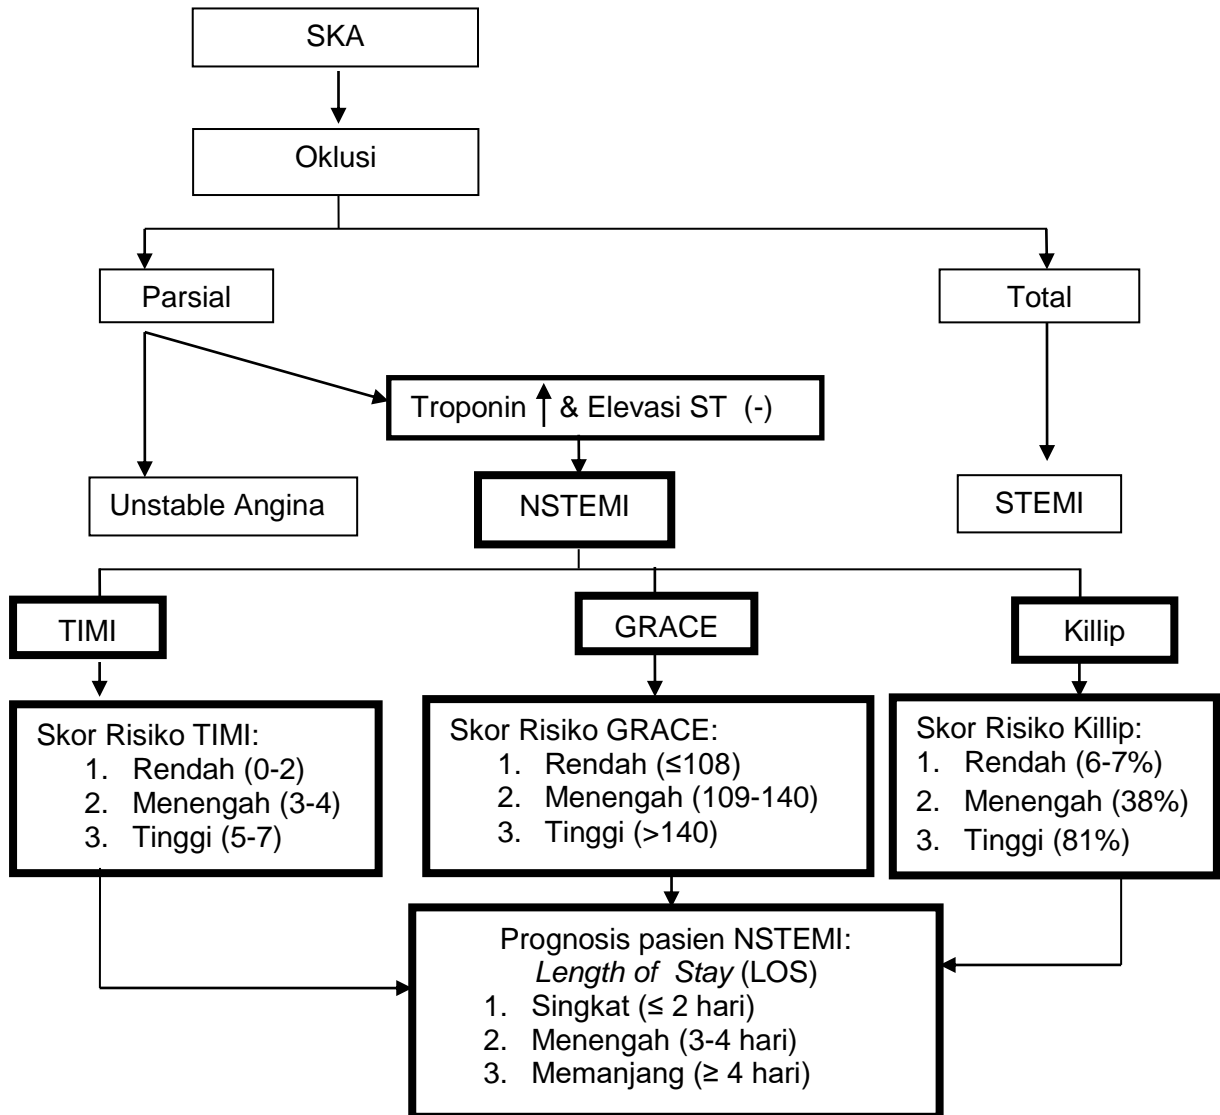 SKA
Oklusi
Parsial
Total
Troponin ↑ & Elevasi ST (-)
Unstable Angina
NSTEMI
STEMI
TIMI
GRACE
Killip
Skor Risiko TIMI:
1. Rendah (0-2)
2. Menengah (3-4)
3. Tinggi (5-7)
Skor Risiko GRACE:
1. Rendah (≤108)
2. Menengah (109-140)
3. Tinggi (>140)
Skor Risiko Killip:
1. Rendah (6-7%)
2. Menengah (38%)
3. Tinggi (81%)
Prognosis pasien NSTEMI:
Length of Stay (LOS)
1. Singkat (≤ 2 hari)
2. Menengah (3-4 hari)
3. Memanjang (≥ 4 hari)